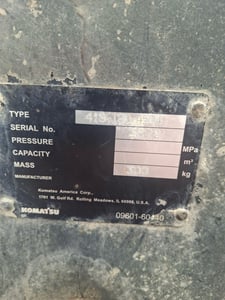 TYPE
SERIAL No.
PRESSURE MPa
CAPACITY m³
MASS kg
MANUFACTURER
Komatsu America Corp.,
1701 W. Golf Rd. Rolling Meadows, IL 60008, U.S.A.
KOMATSU 09601-60440